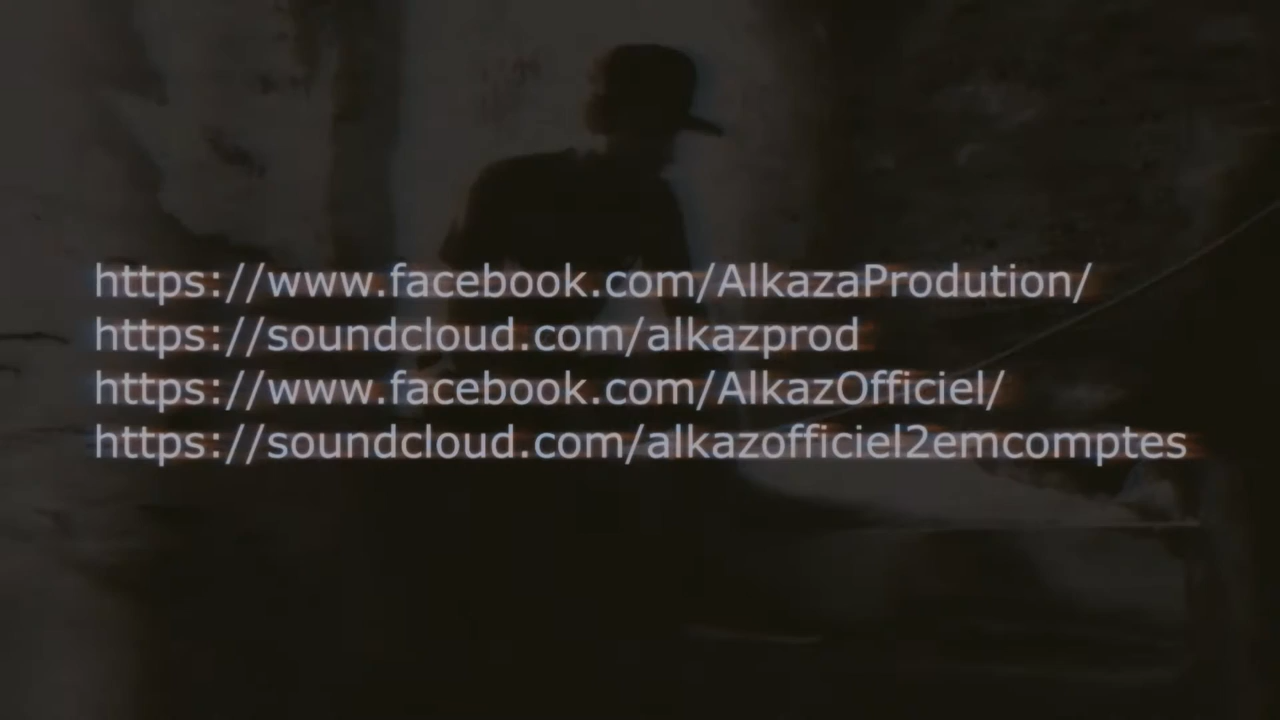 https://www.facebook.com/AlkazaProdution/
https://soundcloud.com/alkazprod
https://www.facebook.com/AlkazOfficiel/
https://soundcloud.com/alkazofficiel2emcomptes